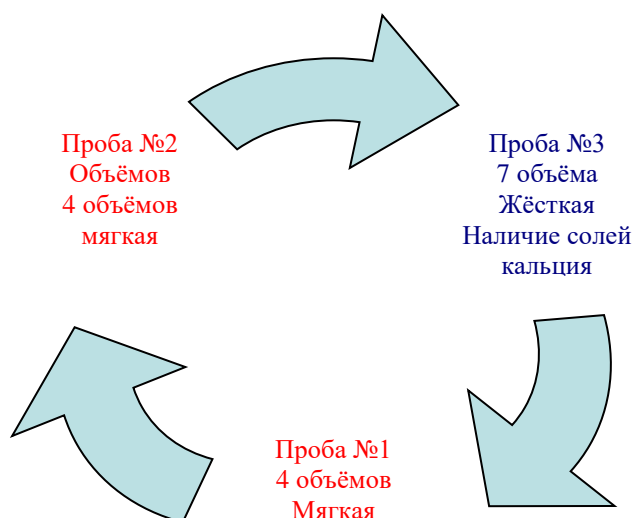 Проба №2
Объёмов
4 объёмов
мягкая
Проба №3
7 объёма
Жёсткая
Наличие солей
кальция
Проба №1
4 объёмов
Мягкая